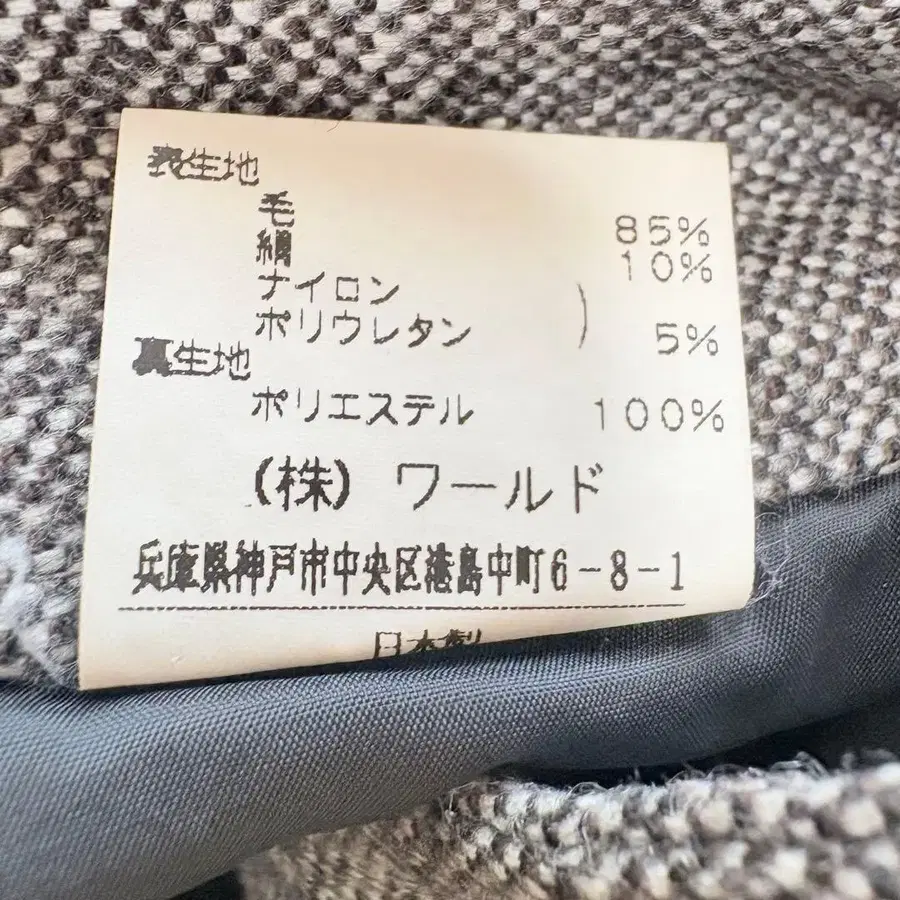 表生地
毛 85%
絹 10%
ナイロン
ポリウレタン ) 5%
裏生地
ポリエステル 100%
(株) ワールド
兵庫県神戸市中央区港島中町6-8-1
日本製